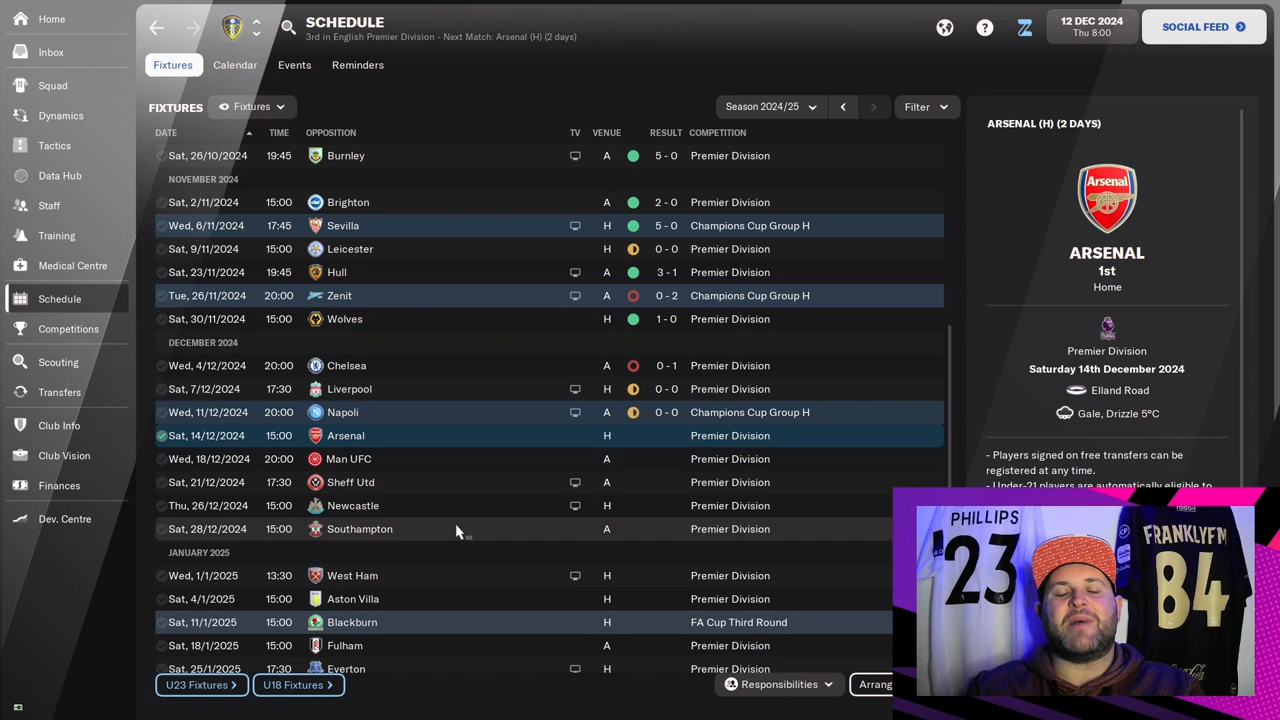 Home
Inbox
Squad
Dynamics
Tactics
Data Hub
Staff
Training
Medical Centre
Schedule
Competitions
Scouting
Transfers
Club Info
Club Vision
Finances
Dev. Centre
SCHEDULE
3rd in English Premier Division - Next Match: Arsenal (H) (2 days)
12 DEC 2024
Thu 8:00
SOCIAL FEED
Fixtures Calendar Events Reminders
FIXTURES Fixtures Season 2024/25 Filter
DATE TIME OPPOSITION TV VENUE RESULT COMPETITION
Sat, 26/10/2024 19:45 Burnley A 5 - 0 Premier Division
NOVEMBER 2024
Sat, 2/11/2024 15:00 Brighton A 2 - 0 Premier Division
Wed, 6/11/2024 17:45 Sevilla H 5 - 0 Champions Cup Group H
Sat, 9/11/2024 15:00 Leicester H 0 - 0 Premier Division
Sat, 23/11/2024 19:45 Hull A 3 - 1 Premier Division
Tue, 26/11/2024 20:00 Zenit A 0 - 2 Champions Cup Group H
Sat, 30/11/2024 15:00 Wolves H 1 - 0 Premier Division
DECEMBER 2024
Wed, 4/12/2024 20:00 Chelsea A 0 - 1 Premier Division
Sat, 7/12/2024 17:30 Liverpool H 0 - 0 Premier Division
Wed, 11/12/2024 20:00 Napoli A 0 - 0 Champions Cup Group H
Sat, 14/12/2024 15:00 Arsenal H Premier Division
Wed, 18/12/2024 20:00 Man UFC A Premier Division
Sat, 21/12/2024 17:30 Sheff Utd A Premier Division
Thu, 26/12/2024 15:00 Newcastle H Premier Division
Sat, 28/12/2024 15:00 Southampton A Premier Division
JANUARY 2025
Wed, 1/1/2025 13:30 West Ham H Premier Division
Sat, 4/1/2025 15:00 Aston Villa H Premier Division
Sat, 11/1/2025 15:00 Blackburn H FA Cup Third Round
Sat, 18/1/2025 15:00 Fulham A Premier Division
Sat, 25/1/2025 17:30 Everton H Premier Division
U23 Fixtures U18 Fixtures Responsibilities Arrang
ARSENAL (H) (2 DAYS)
Arsenal
ARSENAL
1st
Home
Premier Division
Saturday 14th December 2024
Elland Road
Gale, Drizzle 5°C
- Players signed on free transfers can be
registered at any time.
- Under-21 players are automatically eligible to
PHILLIPS
23
FRANKLYFM
84